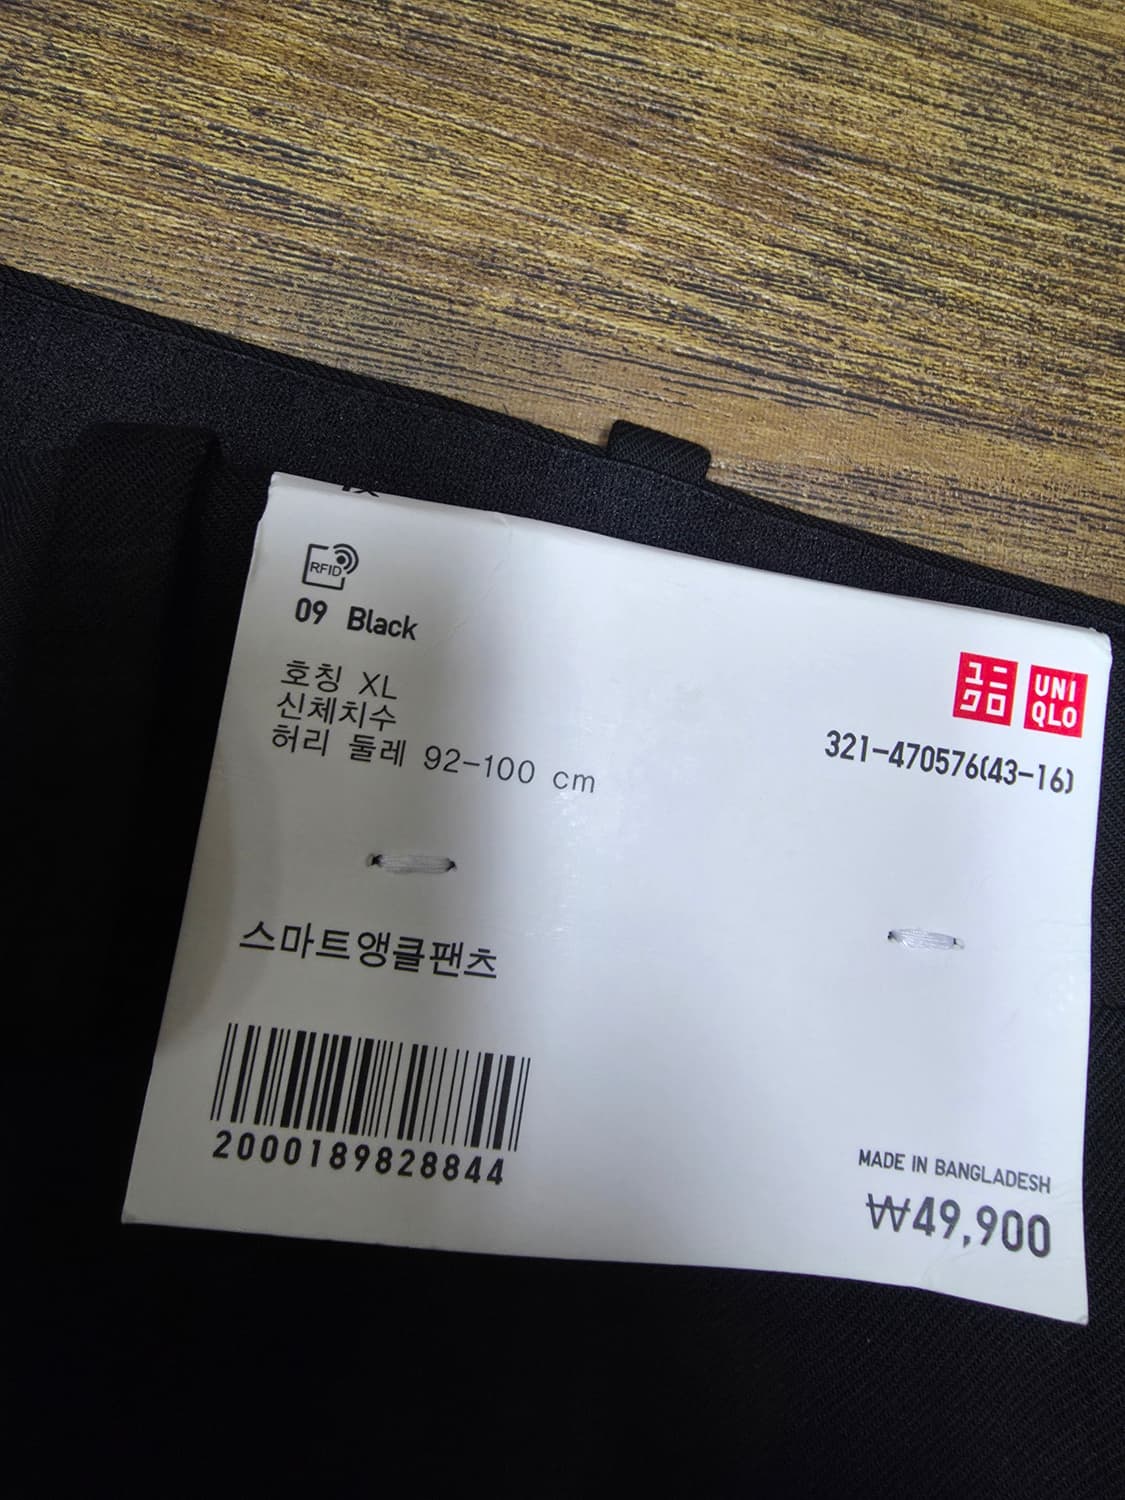 RFID
09 Black
호칭 XL
신체치수
허리 둘레 92-100 cm
ユニ
クロ
UNI
QLO
321-470576(43-16)
스마트앵클팬츠
2000189828844
MADE IN BANGLADESH
₩49,900